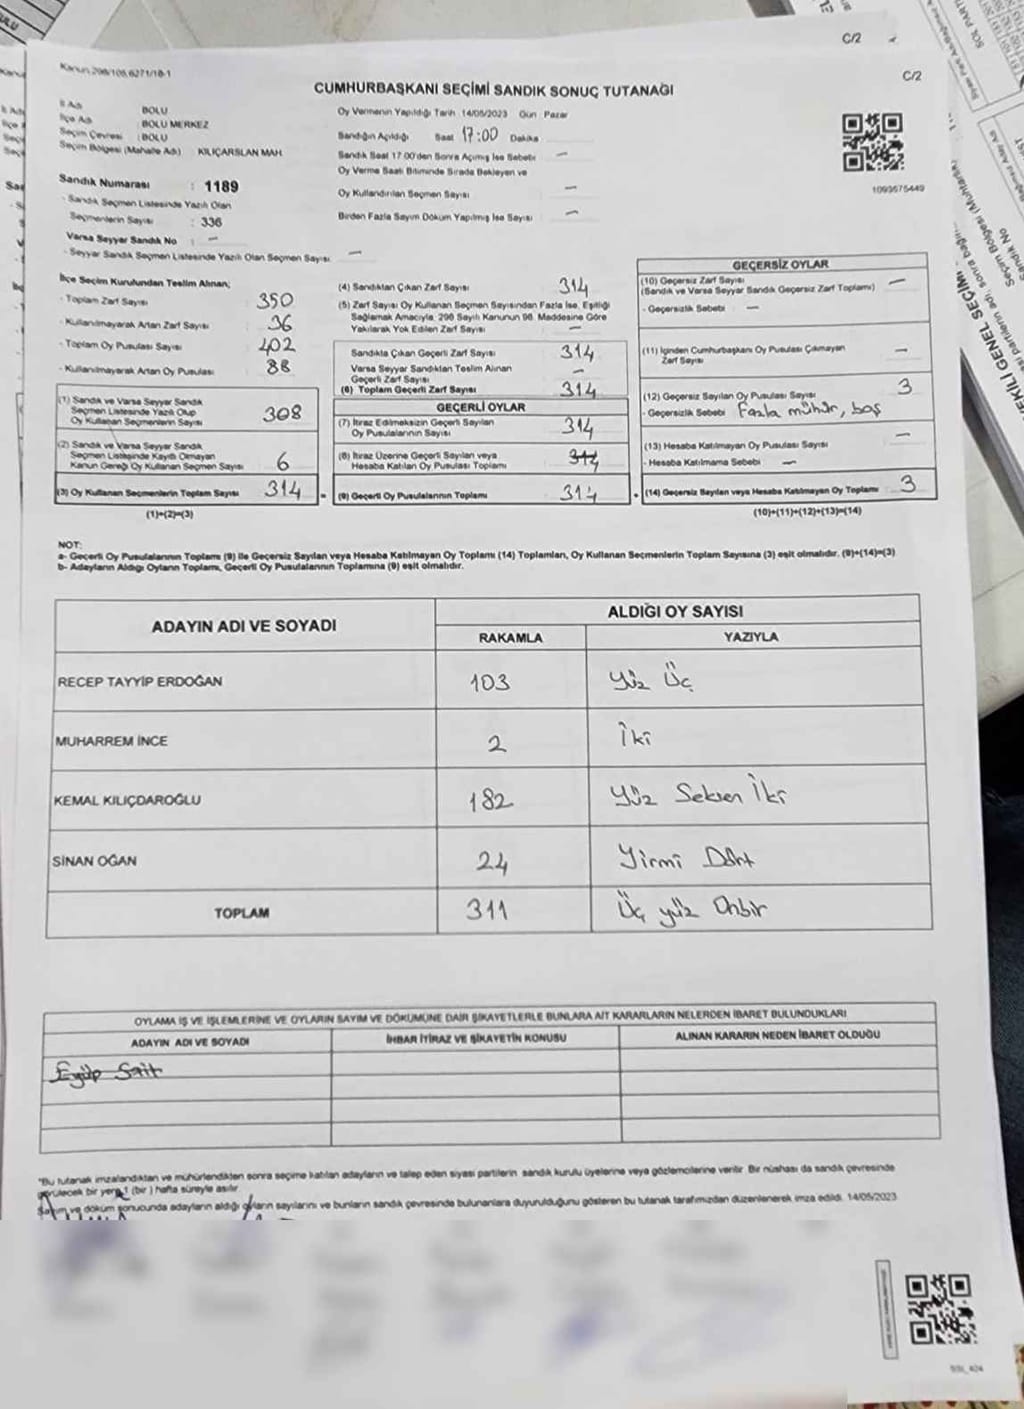 C/2
C/2
Kanun 298/106,6271/18-1
CUMHURBAŞKANI SEÇİMİ SANDIK SONUÇ TUTANAĞI
İl Adı BOLU
İlçe Adı : BOLU MERKEZ
Seçim Çevresi : BOLU
Seçim Bölgesi (Mahalle Adı) : KILIÇARSLAN MAH.
Sandık Numarası : 1189
- Sandık Seçmen Listesinde Yazılı Olan
Seçmenlerin Sayısı : 336
Varsa Seyyar Sandık No : —
- Seyyar Sandık Seçmen Listesinde Yazılı Olan Seçmen Sayısı: —
Oy Vermenin Yapıldığı Tarih : 14/05/2023 Gün : Pazar
Sandığın Açıldığı Saat 17:00 Dakika
Sandık Saat 17.00'den Sonra Açılmış İse Sebebi —
Oy Verme Saati Bitiminde Sırada Bekleyen ve
Oy Kullandırılan Seçmen Sayısı —
Birden Fazla Sayım Döküm Yapılmış İse Sayısı —
1093675449
İlçe Seçim Kurulundan Teslim Alınan;
- Toplam Zarf Sayısı 350
- Kullanılmayarak Artan Zarf Sayısı 36
- Toplam Oy Pusulası Sayısı 402
- Kullanılmayarak Artan Oy Pusulası 88
(1) Sandık ve Varsa Seyyar Sandık
Seçmen Listesinde Yazılı Olup
Oy Kullanan Seçmenlerin Sayısı 308
(2) Sandık ve Varsa Seyyar Sandık
Seçmen Listesinde Kayıtlı Olmayan
Kanun Gereği Oy Kullanan Seçmen Sayısı 6
(3) Oy Kullanan Seçmenlerin Toplam Sayısı 314
(1)+(2)=(3)
(4) Sandıktan Çıkan Zarf Sayısı 314
(5) Zarf Sayısı Oy Kullanan Seçmen Sayısından Fazla İse, Eşitliği
Sağlamak Amacıyla, 298 Sayılı Kanunun 98. Maddesine Göre
Yakılarak Yok Edilen Zarf Sayısı —
Sandıkta Çıkan Geçerli Zarf Sayısı 314
Varsa Seyyar Sandıktan Teslim Alınan
Geçerli Zarf Sayısı —
(6) Toplam Geçerli Zarf Sayısı 314
GEÇERLİ OYLAR
(7) İtiraz Edilmeksizin Geçerli Sayılan
Oy Pusulalarının Sayısı 314
(8) İtiraz Üzerine Geçerli Sayılan veya
Hesaba Katılan Oy Pusulası Toplamı 314
(9) Geçerli Oy Pusulalarının Toplamı 314
GEÇERSİZ OYLAR
(10) Geçersiz Zarf Sayısı —
(Sandık ve Varsa Seyyar Sandık Geçersiz Zarf Toplamı)
- Geçersizlik Sebebi —
(11) İçinden Cumhurbaşkanı Oy Pusulası Çıkmayan
Zarf Sayısı —
(12) Geçersiz Sayılan Oy Pusulası Sayısı 3
- Geçersizlik Sebebi Fazla mühür, boş
(13) Hesaba Katılmayan Oy Pusulası Sayısı —
- Hesaba Katılmama Sebebi —
(14) Geçersiz Sayılan veya Hesaba Katılmayan Oy Toplamı 3
(10)+(11)+(12)+(13)=(14)
NOT:
a- Geçerli Oy Pusulalarının Toplamı (9) ile Geçersiz Sayılan veya Hesaba Katılmayan Oy Toplamı (14) Toplamları, Oy Kullanan Seçmenlerin Toplam Sayısına (3) eşit olmalıdır. (9)+(14)=(3)
b- Adayların Aldığı Oyların Toplamı, Geçerli Oy Pusulalarının Toplamına (9) eşit olmalıdır.
ADAYIN ADI VE SOYADI ALDIĞI OY SAYISI
RAKAMLA YAZIYLA
RECEP TAYYİP ERDOĞAN 103 Yüz Üç
MUHARREM İNCE 2 İki
KEMAL KILIÇDAROĞLU 182 Yüz Seksen İki
SİNAN OĞAN 24 Yirmi Dört
TOPLAM 311 Üç yüz Onbir
OYLAMA İŞ VE İŞLEMLERİNE VE OYLARIN SAYIM VE DÖKÜMÜNE DAİR ŞİKAYETLERLE BUNLARA AİT KARARLARIN NELERDEN İBARET BULUNDUKLARI
ADAYIN ADI VE SOYADI İHBAR İTİRAZ VE ŞİKAYETİN KONUSU ALINAN KARARIN NEDEN İBARET OLDUĞU
Eyüp Sait
*Bu tutanak imzalandıktan ve mühürlendikten sonra seçime katılan adayların ve talep eden siyasi partilerin sandık kurulu üyelerine veya gözlemcilerine verilir. Bir nüshası da sandık çevresinde
görülecek bir yere 1 (bir) hafta süreyle asılır.
Sayım ve döküm sonucunda adayların aldığı oyların sayılarını ve bunların sandık çevresinde bulunanlara duyurulduğunu gösteren bu tutanak tarafımızdan düzenlenerek imza edildi. 14/05/2023